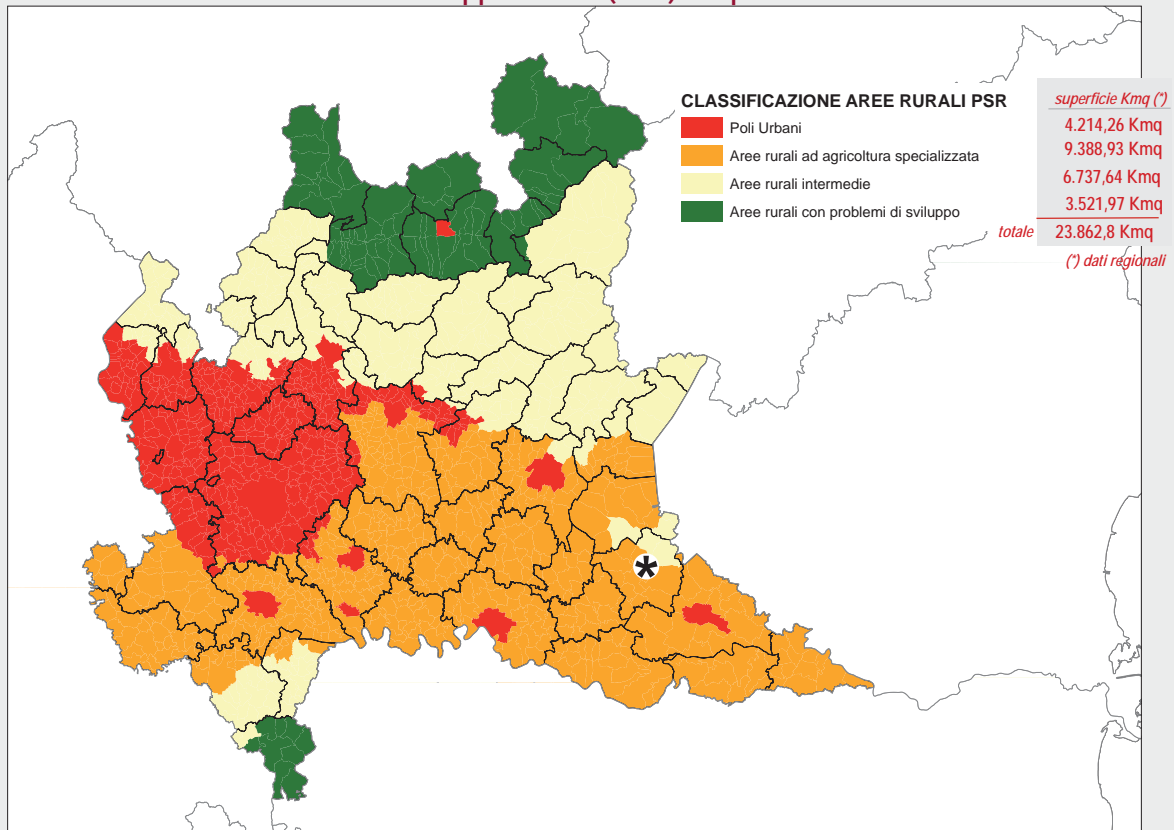 CLASSIFICAZIONE AREE RURALI PSR
Poli Urbani
Aree rurali ad agricoltura specializzata
Aree rurali intermedie
Aree rurali con problemi di sviluppo
superficie Kmq (*)
4.214,26 Kmq
9.388,93 Kmq
6.737,64 Kmq
3.521,97 Kmq
totale 23.862,8 Kmq
(*) dati regionali
*